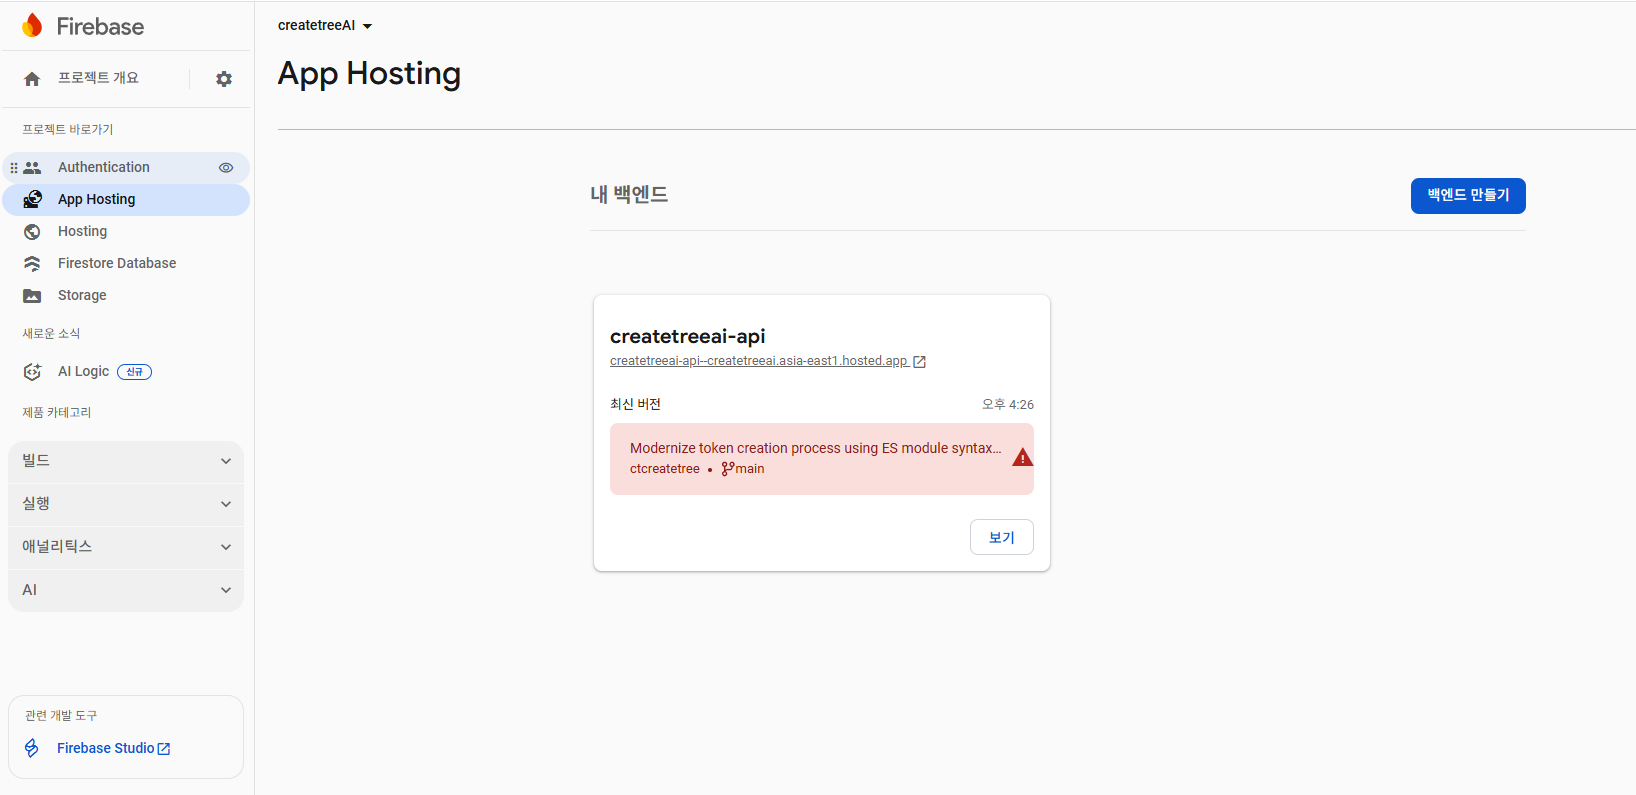 Firebase
프로젝트 개요
프로젝트 바로가기
Authentication
App Hosting
Hosting
Firestore Database
Storage
새로운 소식
AI Logic 신규
제품 카테고리
빌드
실행
애널리틱스
AI
관련 개발 도구
Firebase Studio
createtreeAI
App Hosting
내 백엔드
백엔드 만들기
createtreeai-api
createtreeai-api--createtreeai.asia-east1.hosted.app
최신 버전 오후 4:26
Modernize token creation process using ES module syntax…
ctcreatetree • main
보기